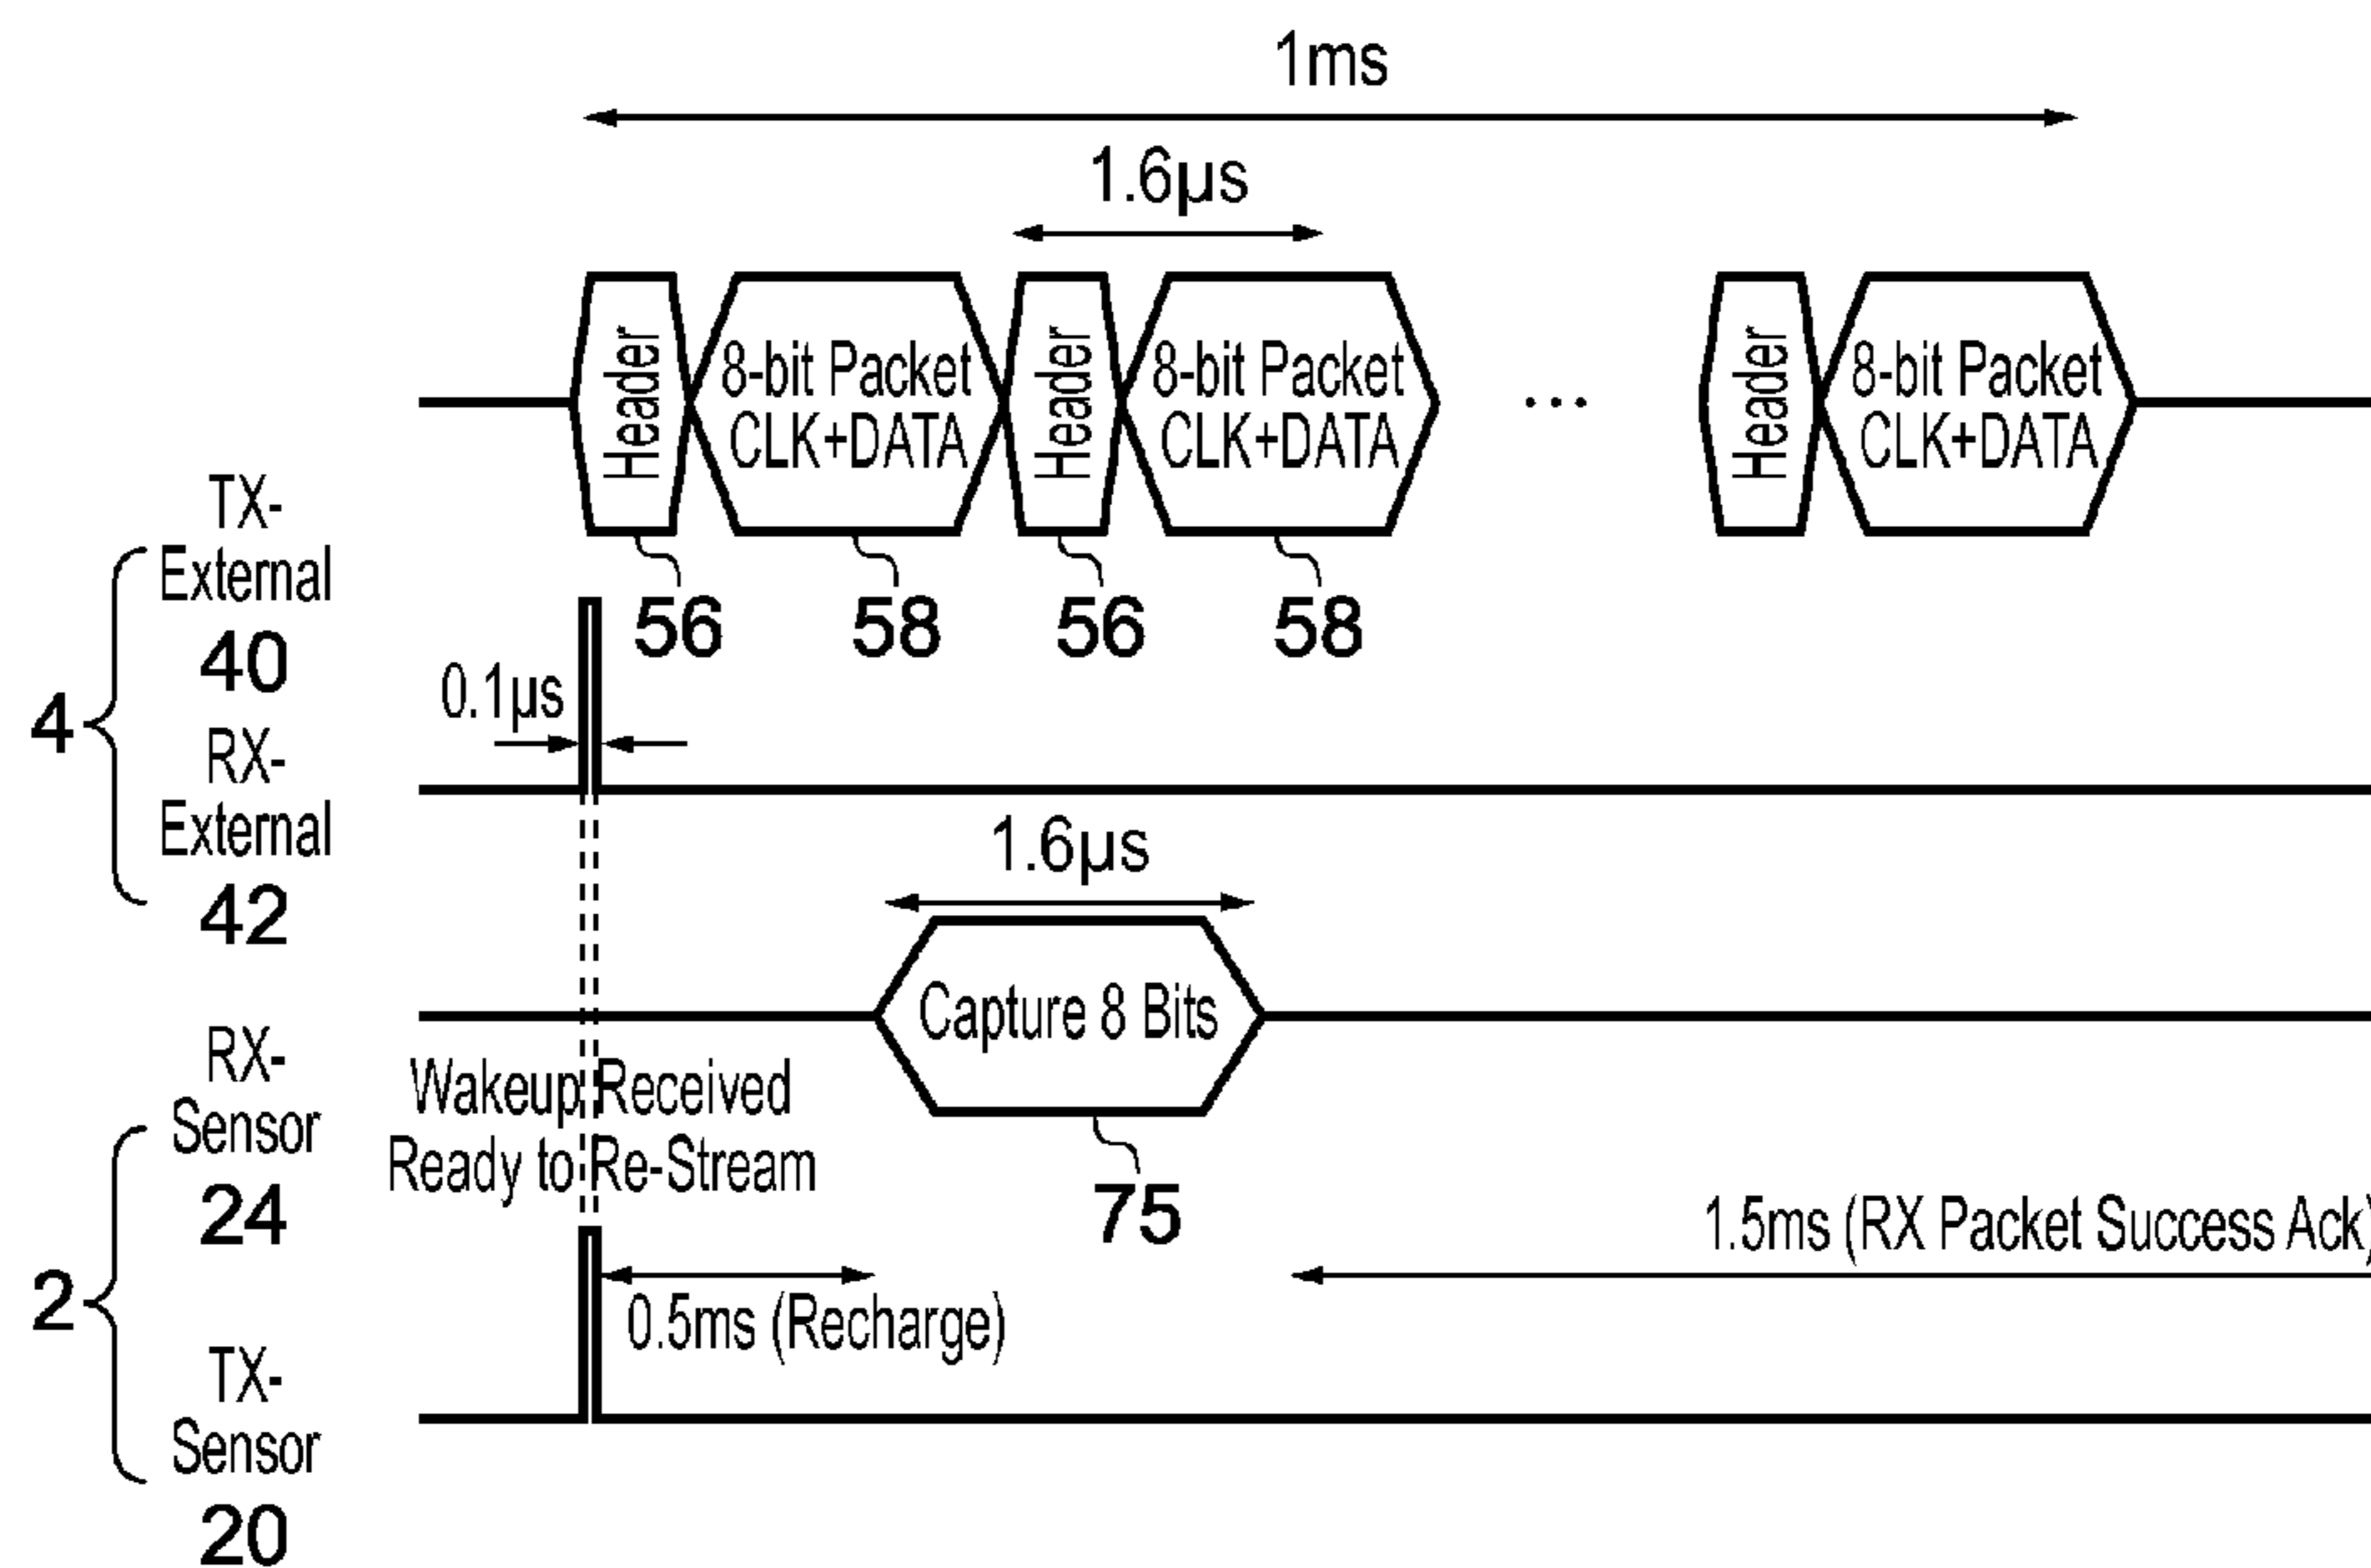 1ms
1.6µs
Header
8-bit Packet
CLK+DATA
Header
8-bit Packet
CLK+DATA
...
Header
8-bit Packet
CLK+DATA
56
58
56
58
TX-
External
40
4
RX-
External
42
0.1µs
1.6µs
Capture 8 Bits
75
Wakeup Received
Ready to Re-Stream
RX-
Sensor
24
2
TX-
Sensor
20
0.5ms (Recharge)
1.5ms (RX Packet Success Ack)